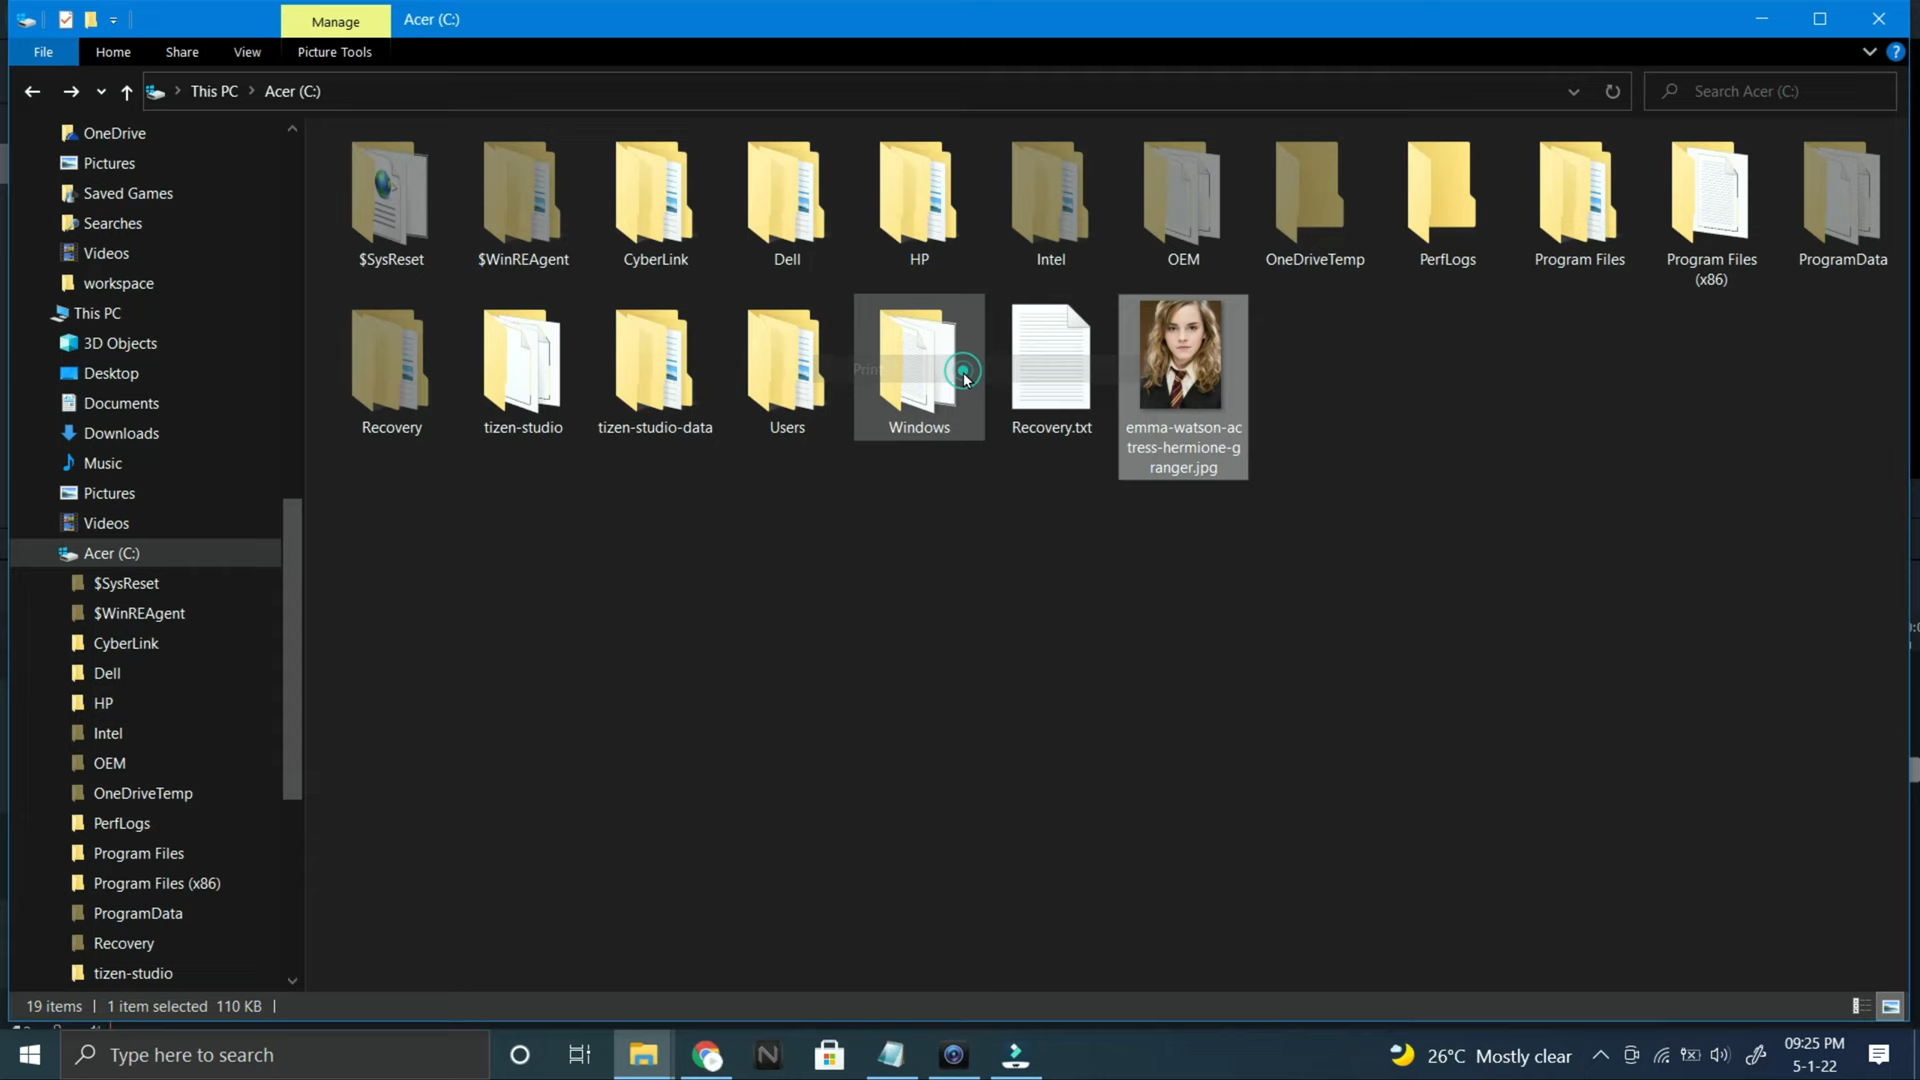 Manage
Acer (C:)
File
Home
Share
View
Picture Tools
This PC
Acer (C:)
Search Acer (C:)
OneDrive
Pictures
Saved Games
Searches
Videos
workspace
This PC
3D Objects
Desktop
Documents
Downloads
Music
Pictures
Videos
Acer (C:)
$SysReset
$WinREAgent
CyberLink
Dell
HP
Intel
OEM
OneDriveTemp
PerfLogs
Program Files
Program Files (x86)
ProgramData
Recovery
tizen-studio
$SysReset
$WinREAgent
CyberLink
Dell
HP
Intel
OEM
OneDriveTemp
PerfLogs
Program Files
Program Files
(x86)
ProgramData
Recovery
tizen-studio
tizen-studio-data
Users
Print
Windows
Recovery.txt
emma-watson-ac
tress-hermione-g
ranger.jpg
19 items
1 item selected 110 KB
Type here to search
26°C Mostly clear
09:25 PM
5-1-22